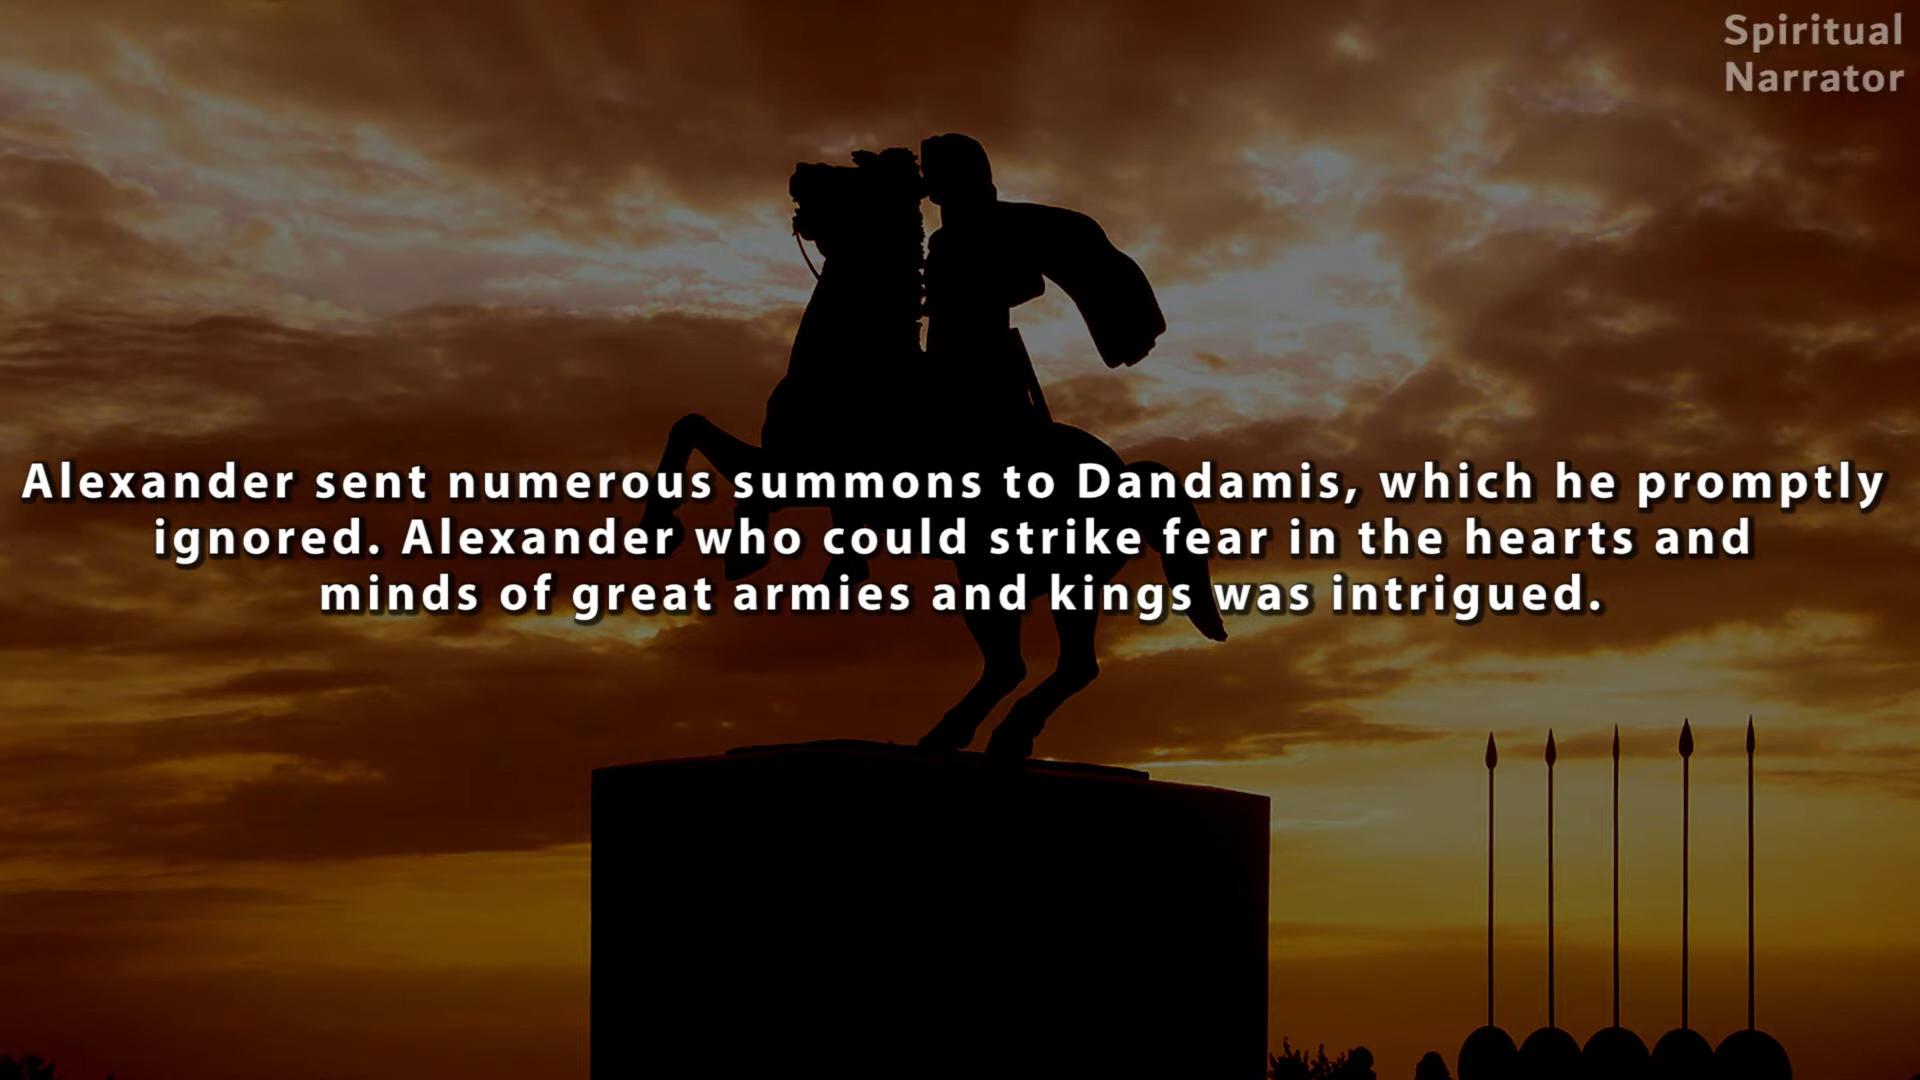 Spiritual
Narrator
Alexander sent numerous summons to Dandamis, which he promptly
ignored. Alexander who could strike fear in the hearts and
minds of great armies and kings was intrigued.